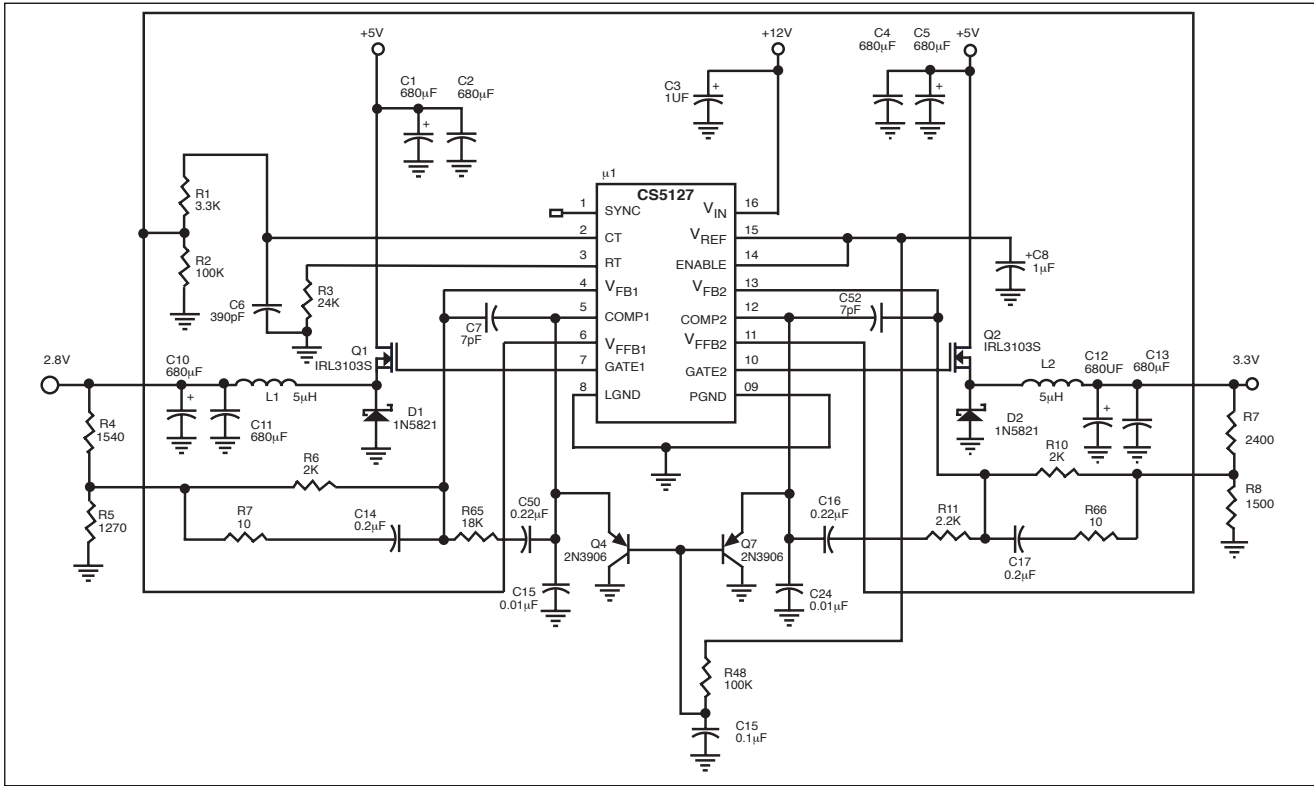 +5V
+12V
+5V
C4
680μF
C5
680μF
C1
680μF
C2
680μF
C3
1UF
μ1
CS5127
R1
3.3K
R2
100K
C6
390pF
R3
24K
1
SYNC
2
CT
3
RT
4
VFB1
5
COMP1
6
VFFB1
7
GATE1
8
LGND
VIN
16
VREF
15
ENABLE
14
VFB2
13
COMP2
12
VFFB2
11
GATE2
10
PGND
09
+C8
1μF
C7
7pF
C52
7pF
Q1
IRL3103S
Q2
IRL3103S
2.8V
C10
680μF
+
C11
680μF
L1
5μH
D1
1N5821
L2
5μH
D2
1N5821
C12
680UF
C13
680μF
3.3V
R4
1540
R5
1270
R6
2K
R7
10
C14
0.2μF
R65
18K
C50
0.22μF
C15
0.01μF
Q4
2N3906
Q7
2N3906
C16
0.22μF
C24
0.01μF
R11
2.2K
R10
2K
C17
0.2μF
R66
10
R7
2400
R8
1500
R48
100K
C15
0.1μF